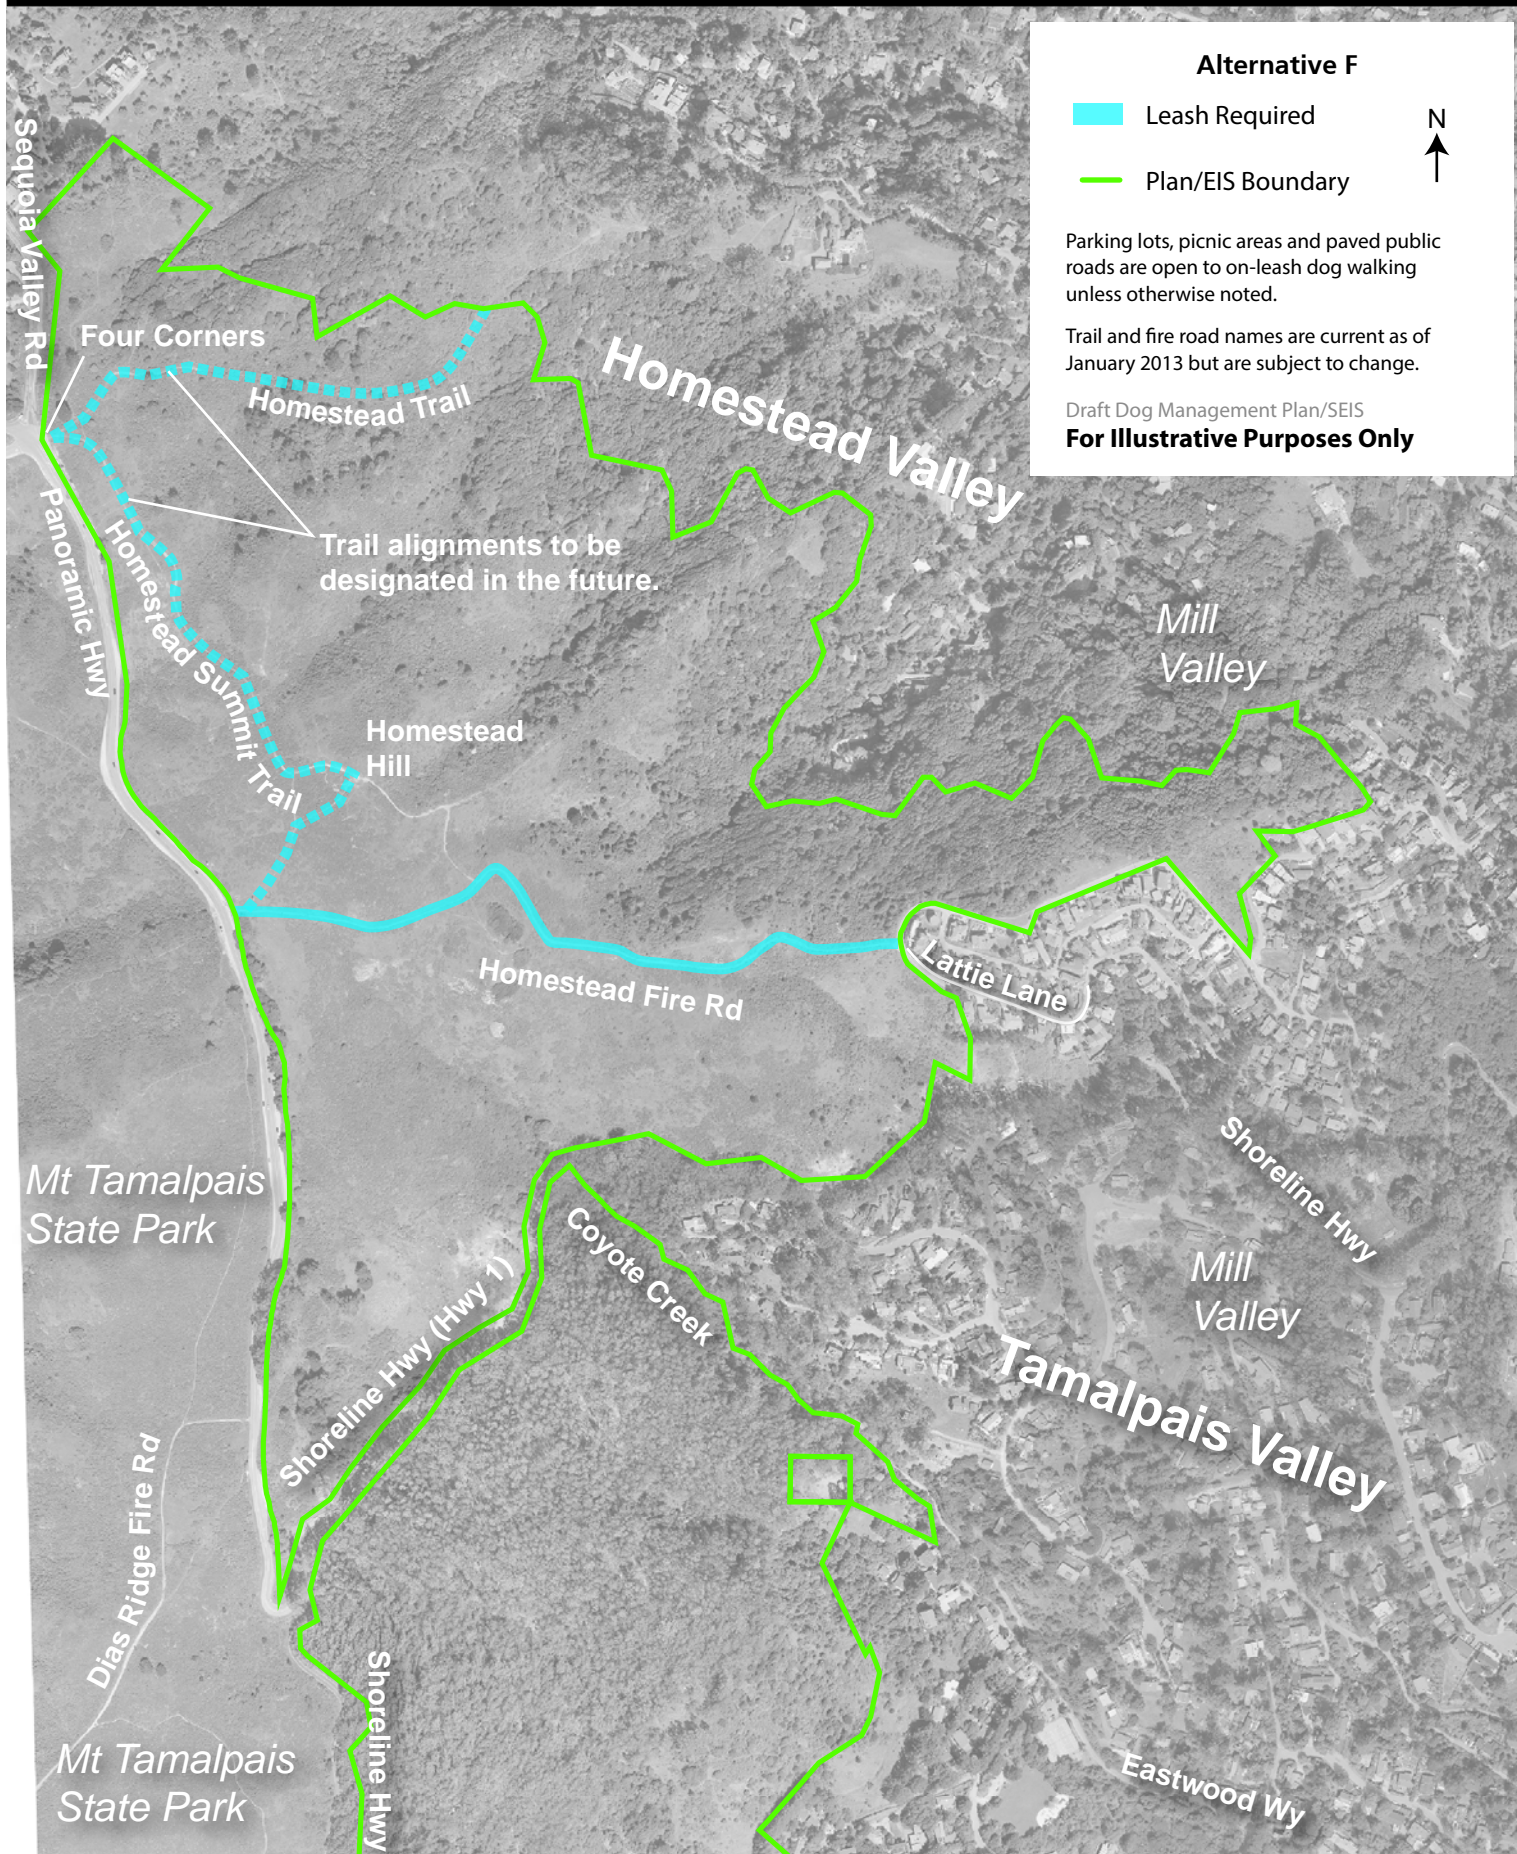 Alternative F
Leash Required
N
Plan/EIS Boundary
Parking lots, picnic areas and paved public
roads are open to on-leash dog walking
unless otherwise noted.
Trail and fire road names are current as of
January 2013 but are subject to change.
Draft Dog Management Plan/SEIS
For Illustrative Purposes Only
Sequoia Valley Rd
Four Corners
Homestead Trail
Homestead Valley
Panoramic Hwy
Homestead Summit Trail
Trail alignments to be
designated in the future.
Mill
Valley
Homestead
Hill
Homestead Fire Rd
Lattie Lane
Shoreline Hwy
Mt Tamalpais
State Park
Coyote Creek
Shoreline Hwy (Hwy 1)
Mill
Valley
Tamalpais Valley
Dias Ridge Fire Rd
Shoreline Hwy
Mt Tamalpais
State Park
Eastwood Wy